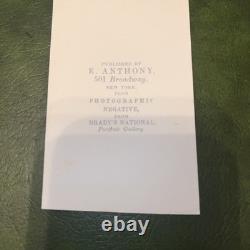 PUBLISHED BY
E. ANTHONY,
501 Broadway,
NEW YORK,
FROM
PHOTOGRAPHIC
NEGATIVE,
FROM
BRADY'S NATIONAL
Portrait Gallery